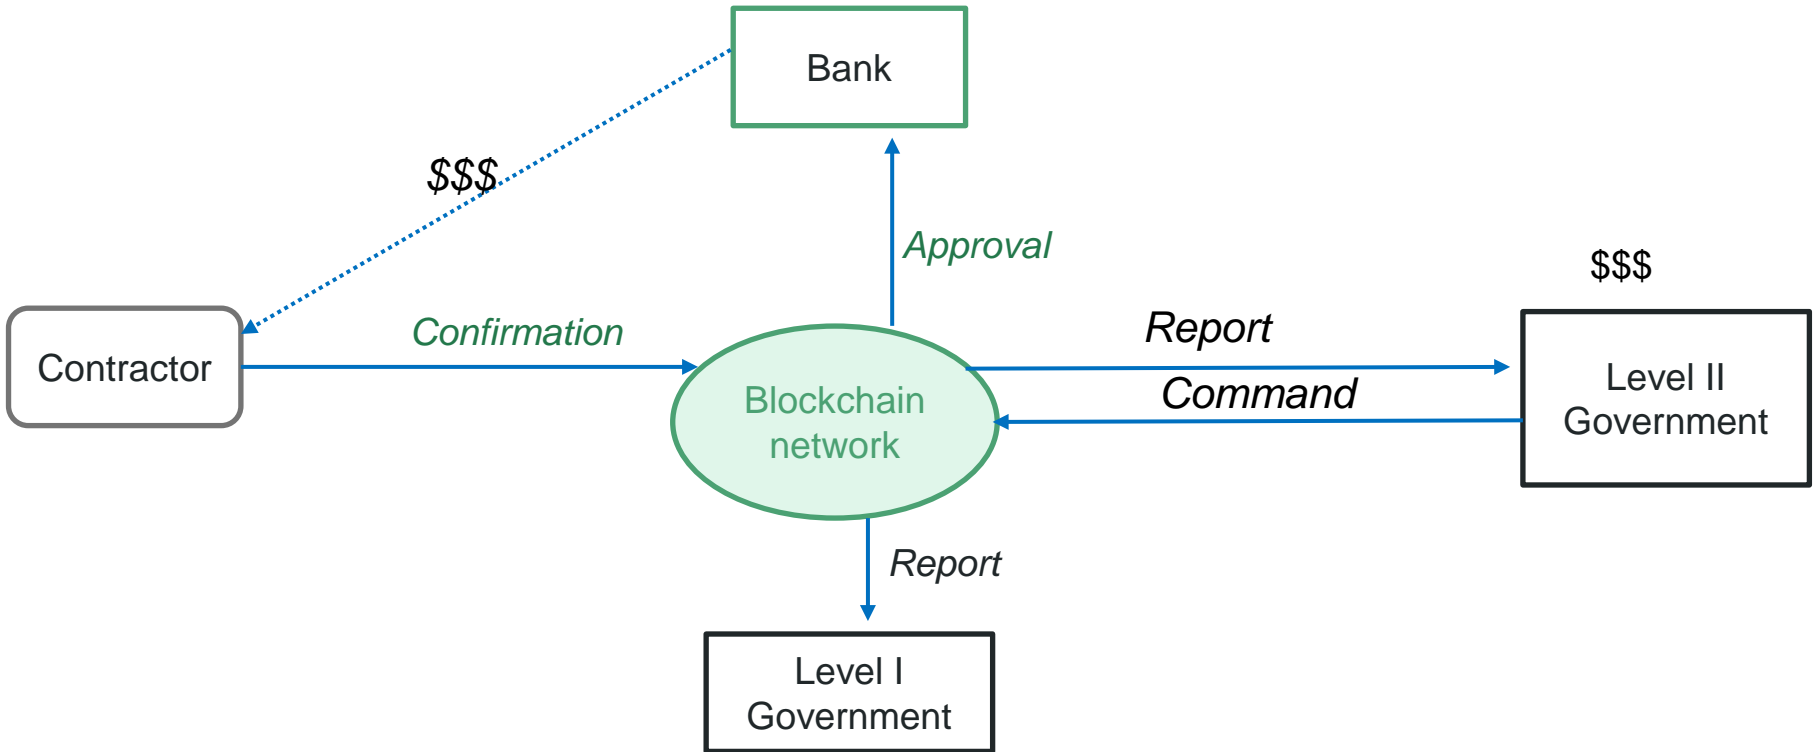 Bank
$$$
Approval
$$$
Contractor
Confirmation
Report
Blockchain
network
Command
Level II
Government
Report
Level I
Government